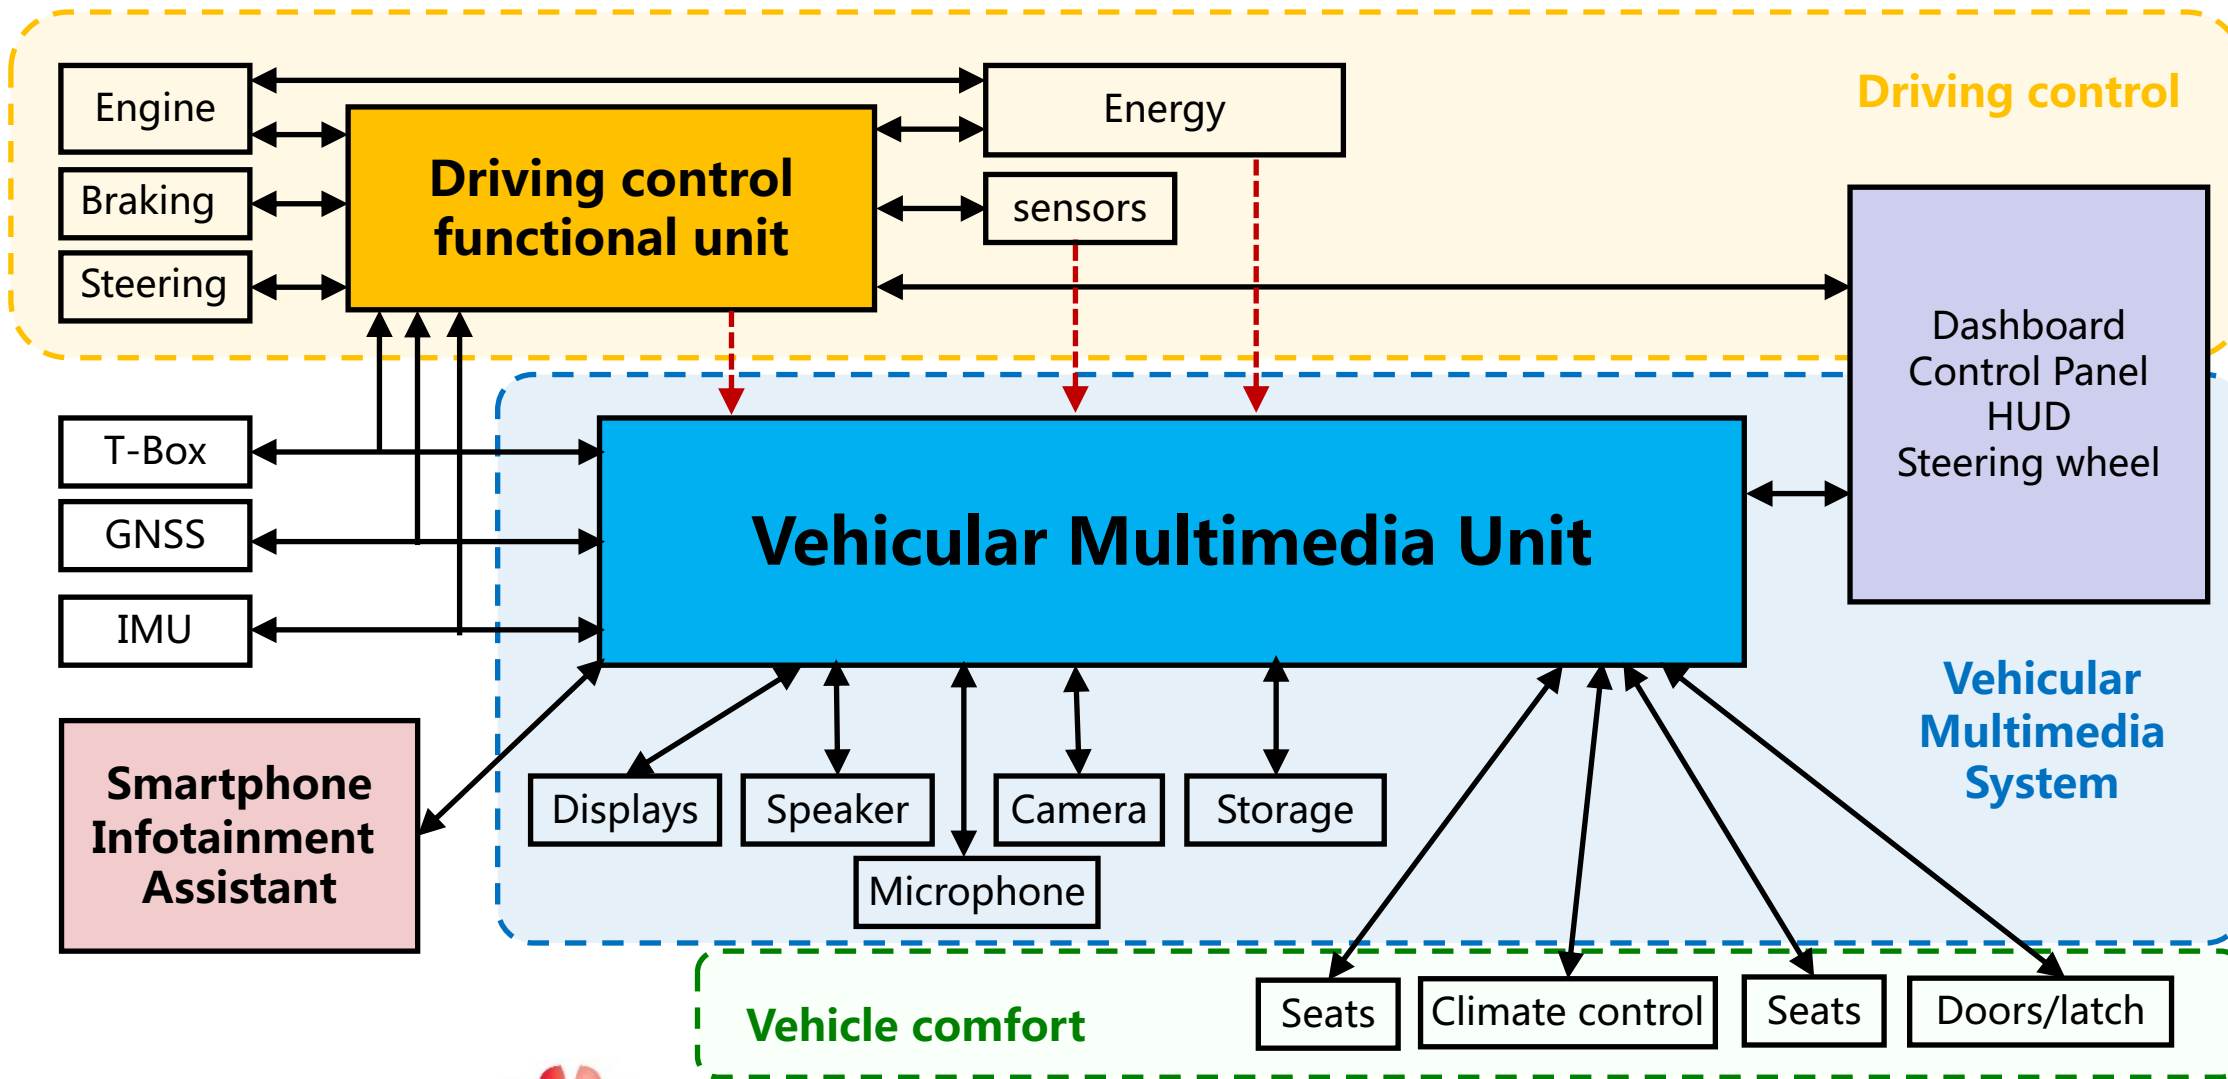 Driving control
Engine
Energy
Driving control
functional unit
Braking
sensors
Steering
Dashboard
Control Panel
HUD
Steering wheel
T-Box
GNSS
Vehicular Multimedia Unit
IMU
Vehicular
Multimedia
System
Smartphone
Infotainment
Assistant
Displays
Speaker
Camera
Storage
Microphone
Vehicle comfort
Seats
Climate control
Seats
Doors/latch